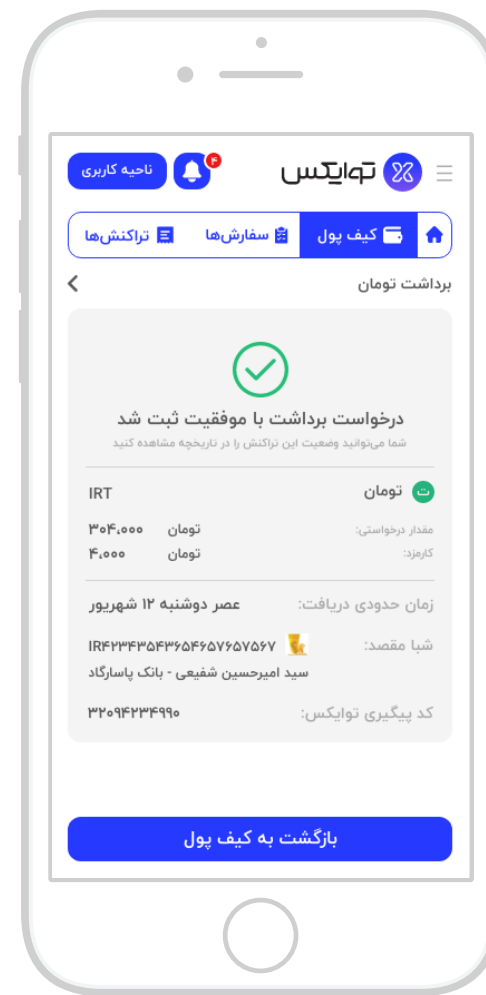 توایکس
۴
ناحیه کاربری
کیف پول
سفارش‌ها
تراکنش‌ها
برداشت تومان
درخواست برداشت با موفقیت ثبت شد
شما می‌توانید وضعیت این تراکنش را در تاریخچه مشاهده کنید
ت تومان IRT
مقدار درخواستی: تومان ۳۰۴،۰۰۰
کارمزد: تومان ۴،۰۰۰
زمان حدودی دریافت: عصر دوشنبه ۱۲ شهریور
شبا مقصد: IR۴۲۳۴۳۵۴۳۶۵۴۶۵۷۶۵۷۵۶۷
سید امیرحسین شفیعی - بانک پاسارگاد
کد پیگیری توایکس: ۳۲۰۹۴۲۳۴۹۹۰
بازگشت به کیف پول